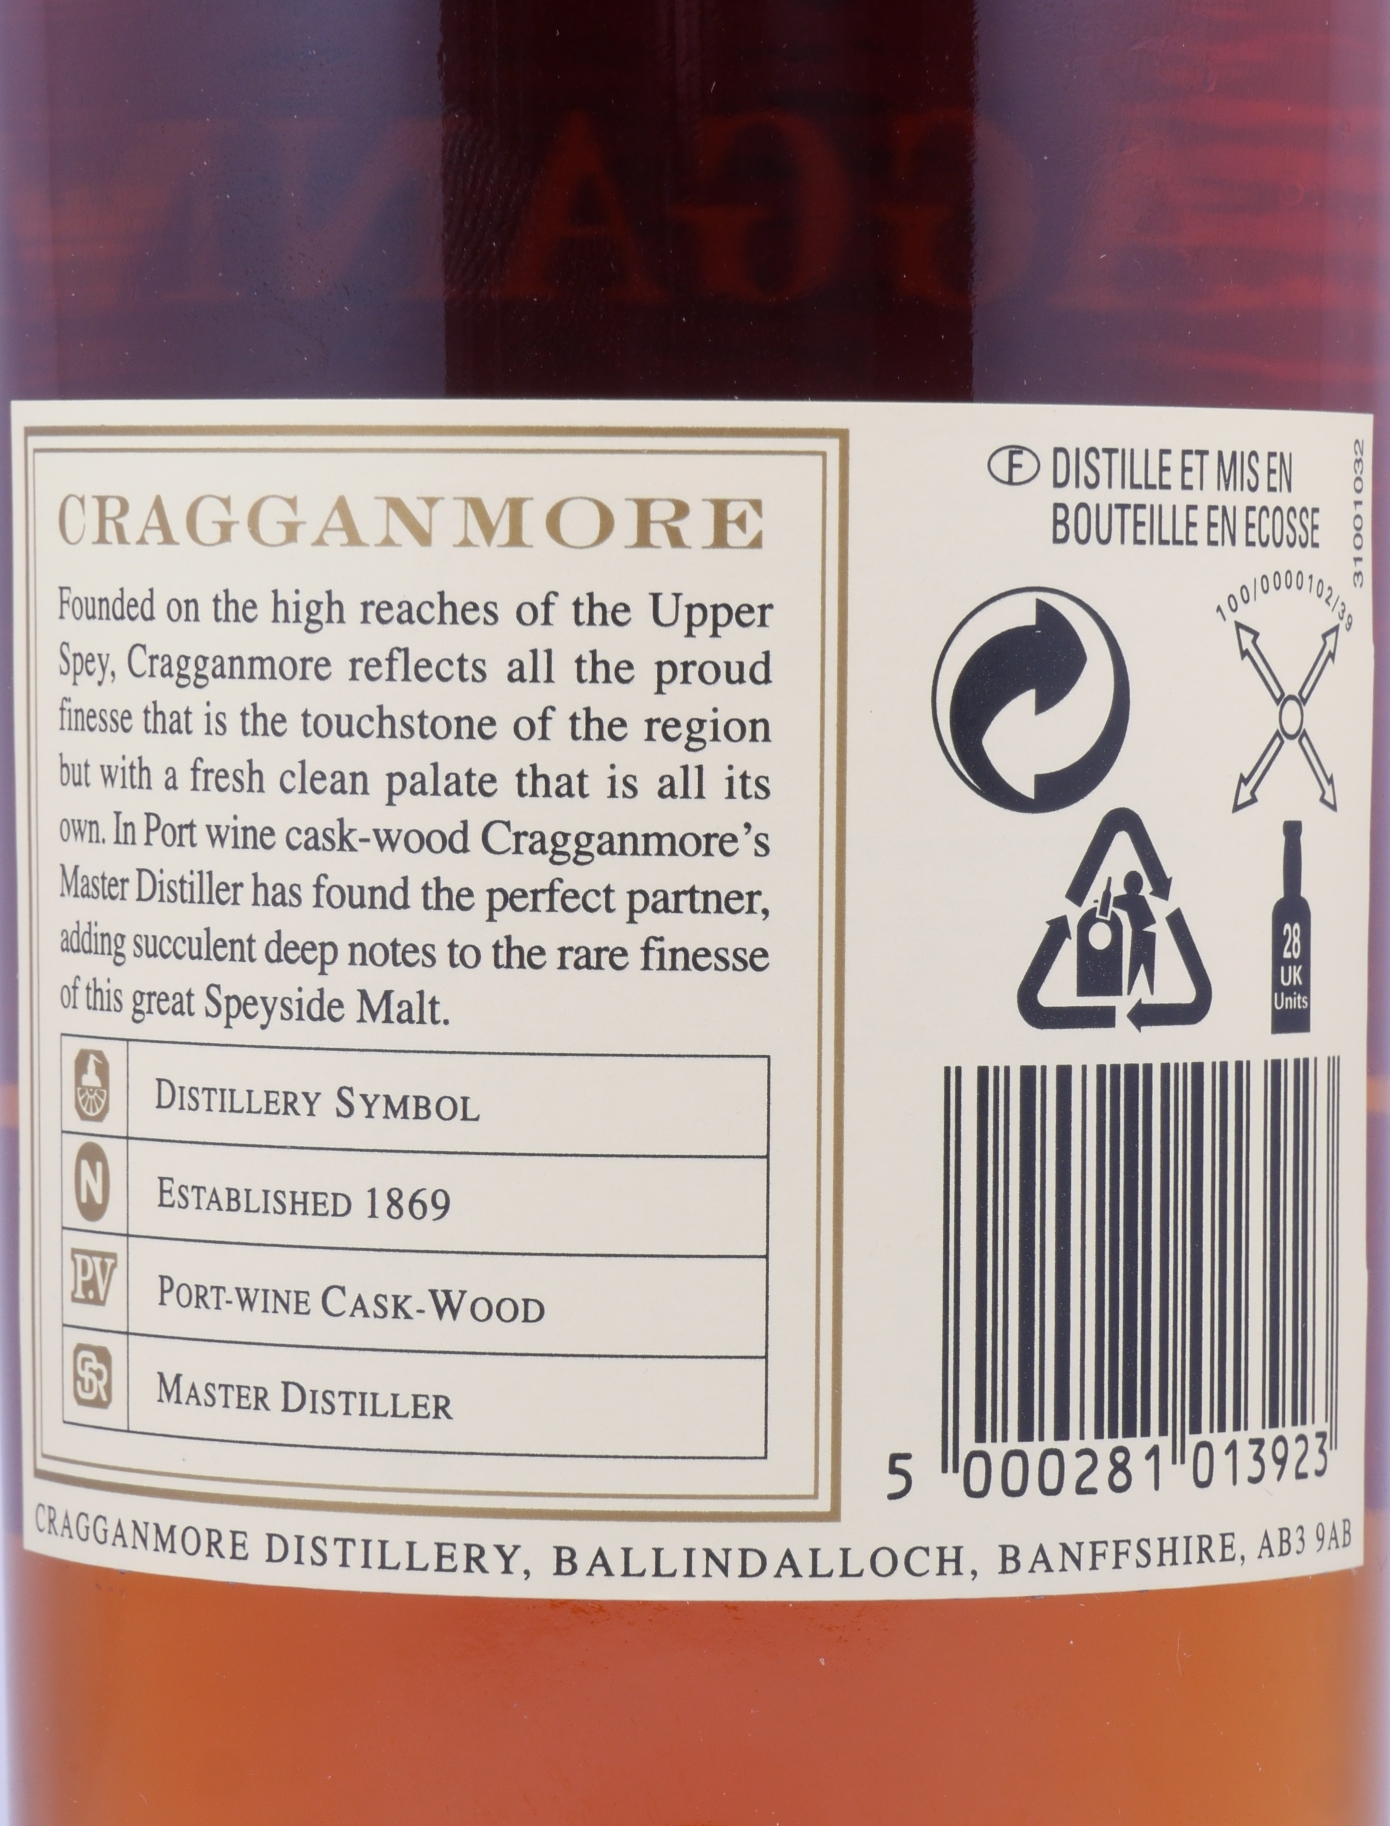 CRAGGANMORE
Founded on the high reaches of the Upper
Spey, Cragganmore reflects all the proud
finesse that is the touchstone of the region
but with a fresh clean palate that is all its
own. In Port wine cask-wood Cragganmore's
Master Distiller has found the perfect partner,
adding succulent deep notes to the rare finesse
of this great Speyside Malt.
DISTILLERY SYMBOL
N ESTABLISHED 1869
P.V PORT-WINE CASK-WOOD
SR MASTER DISTILLER
F DISTILLE ET MIS EN
BOUTEILLE EN ECOSSE
31001032
100/0000102/39
28
UK
Units
5 000281 013923
CRAGGANMORE DISTILLERY, BALLINDALLOCH, BANFFSHIRE, AB3 9AB